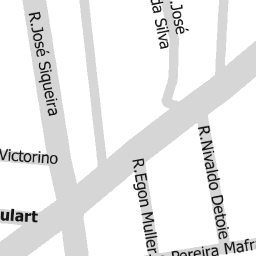 R.José Siqueira
da Silva
.José
Victorino
R.Egon Muller
R.Nivaldo Detoie
ulart
Pereira Mafr